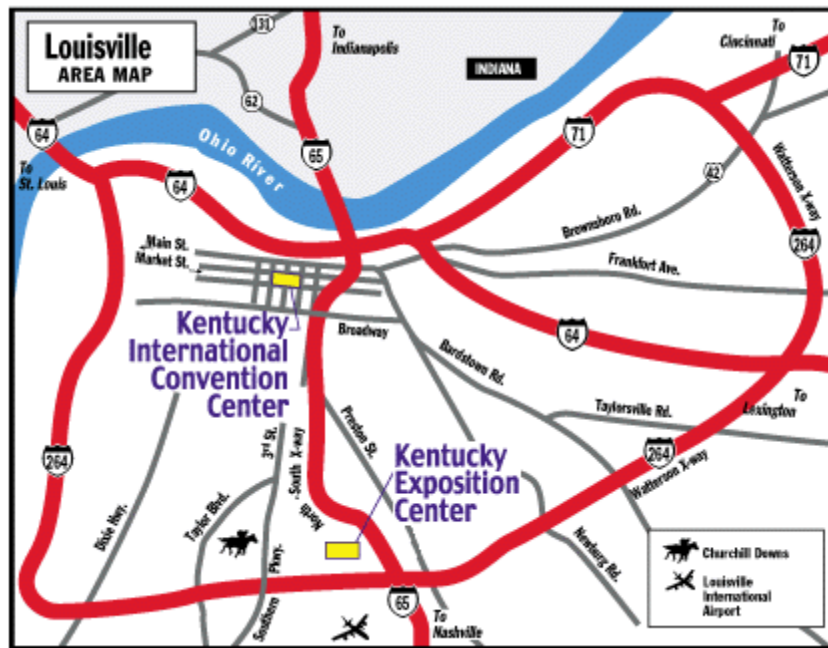 Louisville
AREA MAP
131
To
Indianapolis
INDIANA
To
Cincinnati
71
64
62
Ohio River
65
71
To
St. Louis
64
42
Watterson X-way
Brownsboro Rd.
264
Main St.
Market St.
Frankfort Ave.
Kentucky
International
Convention
Center
Broadway
64
Bardstown Rd.
To
Lexington
Taylorsville Rd.
3rd St.
Preston St.
264
264
Watterson X-way
North
-South X-way
Kentucky
Exposition
Center
Dixie Hwy.
Taylor Blvd.
Newburg Rd.
Southern
Pkwy.
65
To
Nashville
Churchill Downs
Louisville
International
Airport